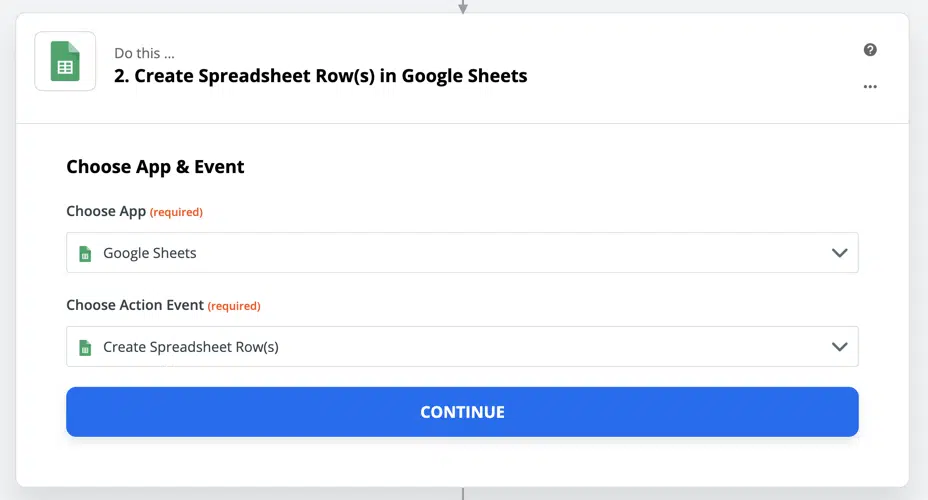 Do this ...
2. Create Spreadsheet Row(s) in Google Sheets
?
...
Choose App & Event
Choose App (required)
Google Sheets
Choose Action Event (required)
Create Spreadsheet Row(s)
CONTINUE